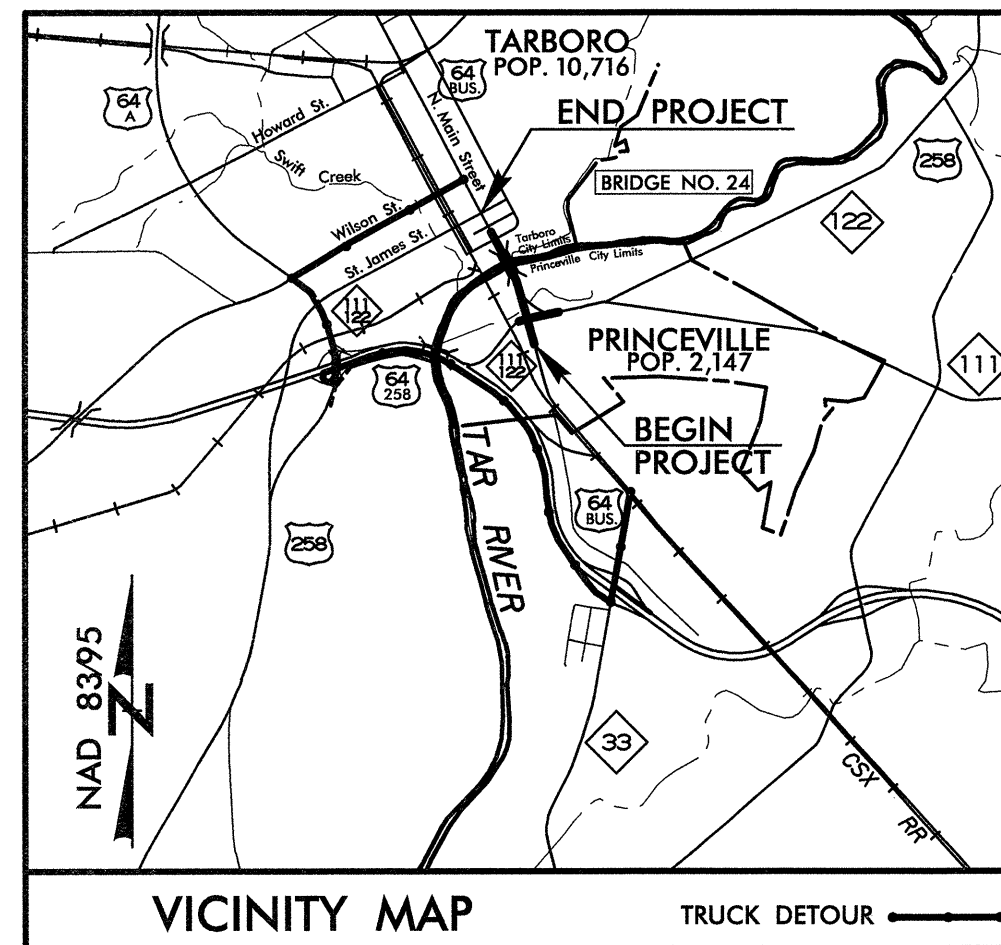 TARBORO
POP. 10,716
64
BUS.
64
A
Howard St.
N. Main Street
END PROJECT
Swift Creek
258
BRIDGE NO. 24
122
Wilson St.
St. James St.
Tarboro
City Limits
Princeville City Limits
111
122
PRINCEVILLE
POP. 2,147
111
122
111
64
258
BEGIN
PROJECT
TAR RIVER
64
BUS.
258
NAD 83/95
N
33
CSX RR
VICINITY MAP
TRUCK DETOUR